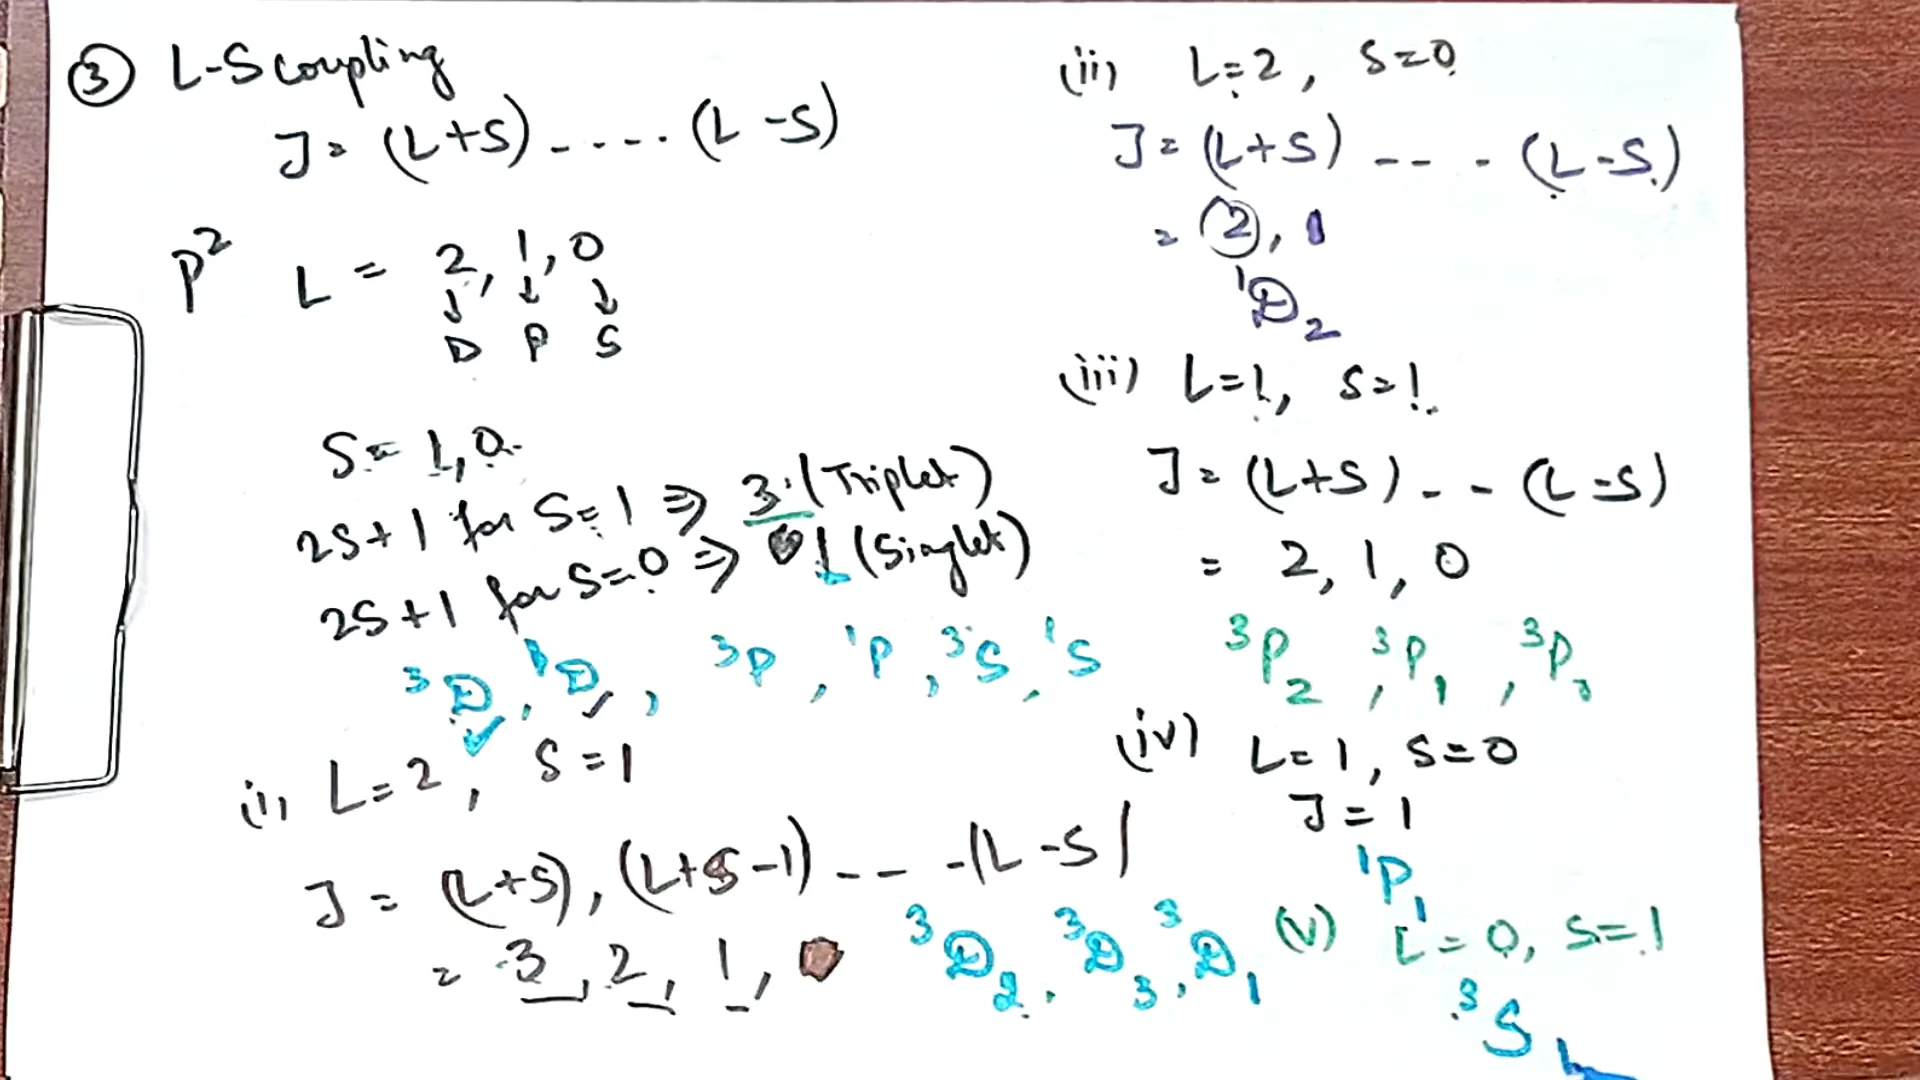 ③ L-S coupling
J = (L+S) ----. (L-S)
p² L = 2, 1, 0
↓ ↓ ↓
D P S
S = 1, 0
2S+1 for S=1 ⇒ 3 (Triplet)
2S+1 for S=0 ⇒ 1 (Singlet)
³D, ¹D, ³P, ¹P, ³S, ¹S
(i) L=2, S=1
J = (L+S), (L+S-1) --- |L-S|
= 3, 2, 1,
³D₂, ³D₃, ³D₁
(ii) L=2, S=0
J = (L+S) --- (L-S)
= 2, 1
¹D₂
(iii) L=1, S=1
J = (L+S) -- (L-S)
= 2, 1, 0
³P₂, ³P₁, ³P₀
(iv) L=1, S=0
J = 1
¹P₁
(v) L=0, S=1
³S₁